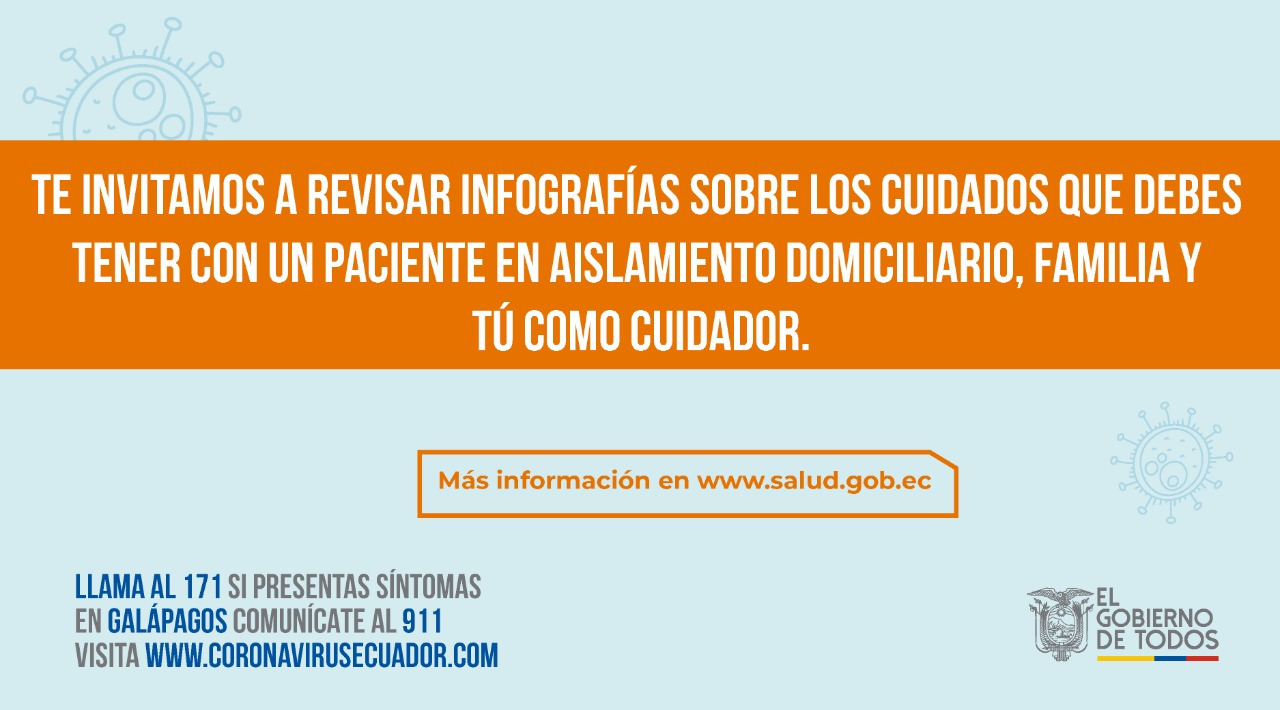 TE INVITAMOS A REVISAR INFOGRAFÍAS SOBRE LOS CUIDADOS QUE DEBES
TENER CON UN PACIENTE EN AISLAMIENTO DOMICILIARIO, FAMILIA Y
TÚ COMO CUIDADOR.
Más información en www.salud.gob.ec
LLAMA AL 171 SI PRESENTAS SÍNTOMAS
EN GALÁPAGOS COMUNÍCATE AL 911
VISITA WWW.CORONAVIRUSECUADOR.COM
EL
GOBIERNO
DE TODOS